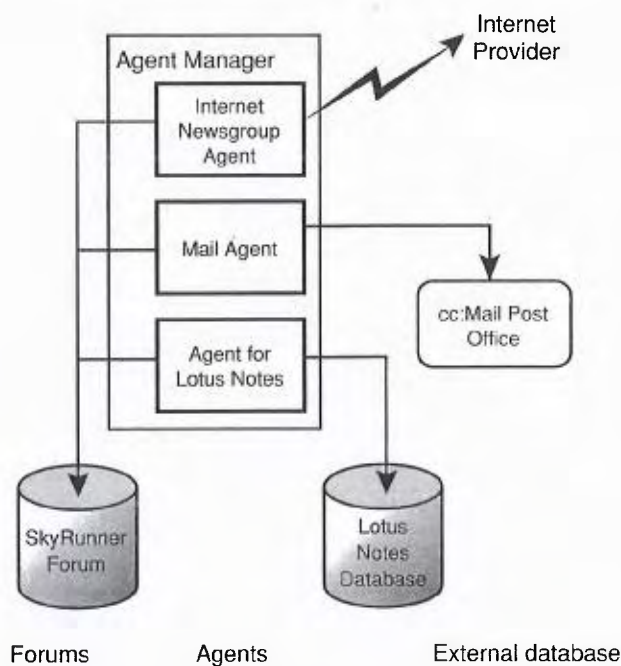 Internet
Provider
Agent Manager
Internet
Newsgroup
Agent
Mail Agent
cc:Mail Post
Office
Agent for
Lotus Notes
SkyRunner
Forum
Lotus
Notes
Database
Forums Agents External database